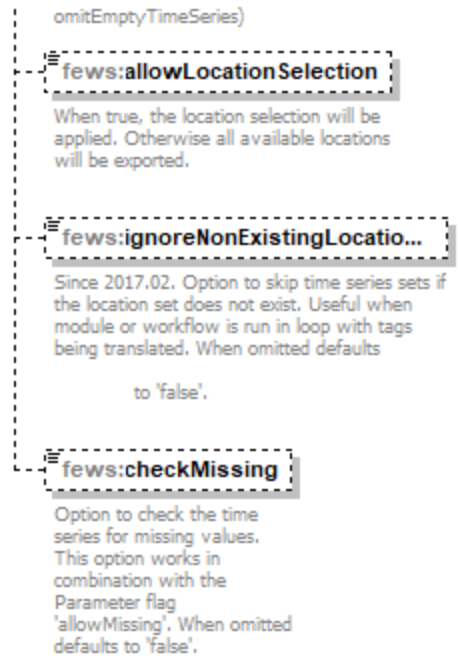 omitEmptyTimeSeries)
fews:allowLocationSelection
When true, the location selection will be
applied. Otherwise all available locations
will be exported.
fews:ignoreNonExistingLocatio...
Since 2017.02. Option to skip time series sets if
the location set does not exist. Useful when
module or workflow is run in loop with tags
being translated. When omitted defaults
to 'false'.
fews:checkMissing
Option to check the time
series for missing values.
This option works in
combination with the
Parameter flag
'allowMissing'. When omitted
defaults to 'false'.